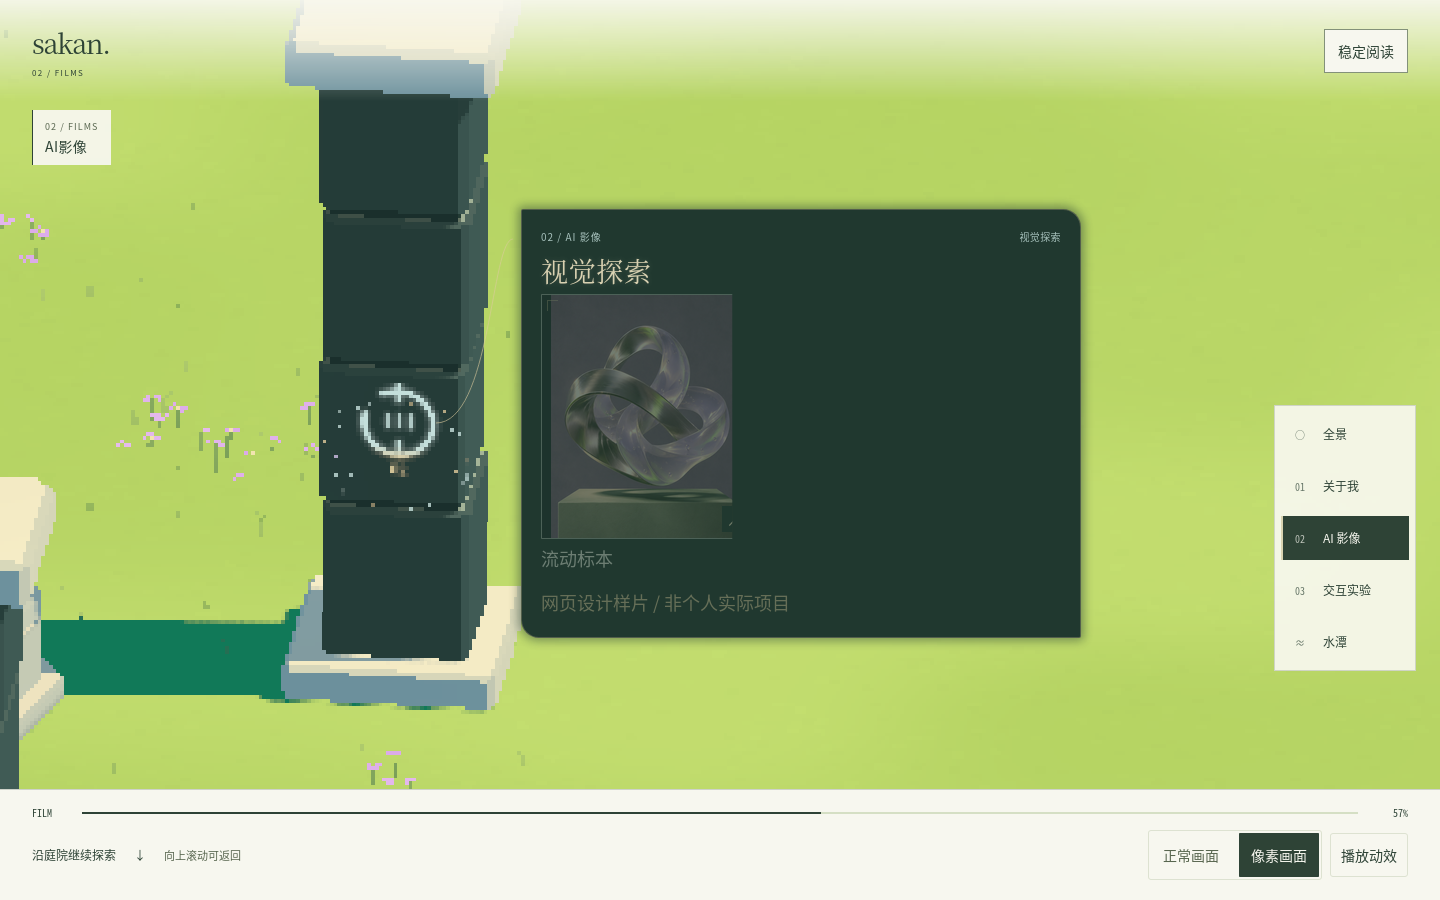 sakan.
02 / FILMS
稳定阅读
02 / FILMS
AI影像
02 / AI 影像
视觉探索
视觉探索
流动标本
网页设计样片 / 非个人实际项目
全景
01 关于我
02 AI 影像
03 交互实验
≈ 水潭
FILM
57%
沿庭院继续探索 ↓ 向上滚动可返回
正常画面 像素画面 播放动效